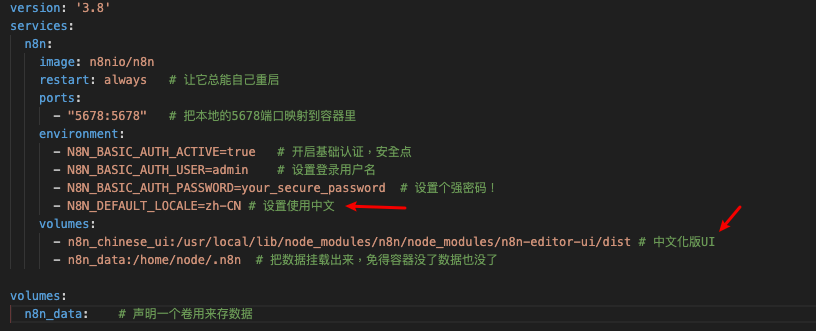 version: '3.8'
services:
  n8n:
    image: n8nio/n8n
    restart: always   # 让它总能自己重启
    ports:
      - "5678:5678"   # 把本地的5678端口映射到容器里
    environment:
      - N8N_BASIC_AUTH_ACTIVE=true   # 开启基础认证，安全点
      - N8N_BASIC_AUTH_USER=admin    # 设置登录用户名
      - N8N_BASIC_AUTH_PASSWORD=your_secure_password  # 设置个强密码！
      - N8N_DEFAULT_LOCALE=zh-CN # 设置使用中文
    volumes:
      - n8n_chinese_ui:/usr/local/lib/node_modules/n8n/node_modules/n8n-editor-ui/dist # 中文化版UI
      - n8n_data:/home/node/.n8n  # 把数据挂载出来，免得容器没了数据也没了
volumes:
  n8n_data:    # 声明一个卷用来存数据